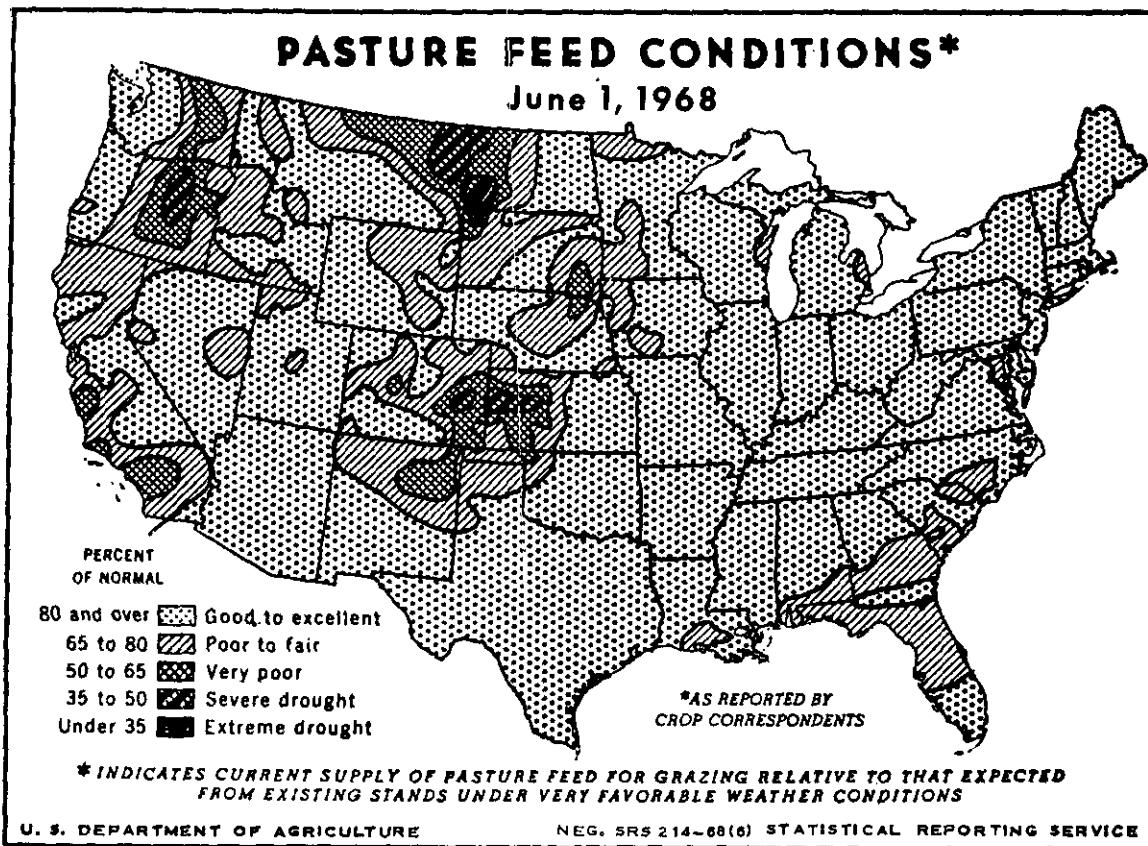 PASTURE FEED CONDITIONS*
June 1, 1968
PERCENT
OF NORMAL
80 and over Good to excellent
65 to 80 Poor to fair
50 to 65 Very poor
35 to 50 Severe drought
Under 35 Extreme drought
*AS REPORTED BY
CROP CORRESPONDENTS
* INDICATES CURRENT SUPPLY OF PASTURE FEED FOR GRAZING RELATIVE TO THAT EXPECTED
FROM EXISTING STANDS UNDER VERY FAVORABLE WEATHER CONDITIONS
U. S. DEPARTMENT OF AGRICULTURE NEG. SRS 214-68(6) STATISTICAL REPORTING SERVICE